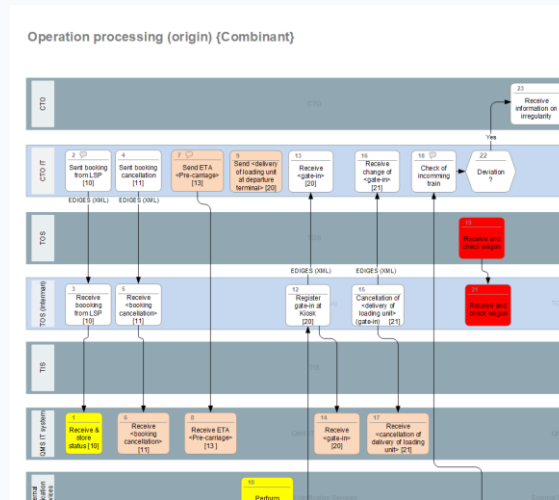 Operation processing (origin) {Combinant}
CTO
CTO
23
Receive
information on
irregularity
Yes
CTO IT
2
Sent booking
from LSP
[10]
4
Sent booking
cancellation
[11]
7
Send ETA
<Pre-carriage>
[13]
9
Send <delivery
of loading unit
at departure
terminal> [20]
13
Receive
<gate-in>
[20]
16
Receive
change of
<gate-in>
[21]
18
Check of
incomming
train
22
Deviation
?
EDIGES (XML)
EDIGES (XML)
TOS
19
Receive and
check wagon
EDIGES (XML)
EDIGES (XML)
TOS (Interman)
3
Receive
boooking
from LSP
[10]
5
Receive
<booking
cancellation>
[11]
12
Register
gate-in at
Kiosk
[20]
15
Cancellation of
<delivery of
loading unit>
(gate-in) [21]
21
Receive and
check wagon
TIS
TIS
QMS IT system
1
Receive &
store
status [10]
6
Receive
<booking
cancellation>
[11]
8
Receive ETA
<Pre-carriage>
[13 ]
14
Receive
<gate-in>
[20]
17
Receive
<cancellation of
delivery of loading
unit> [21]
10
Perform